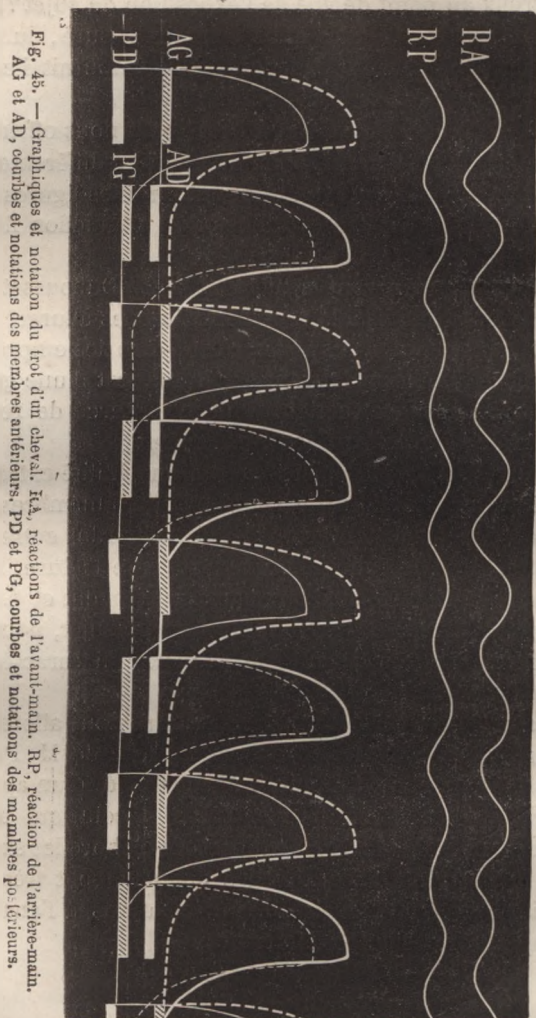 RA
RP
AG
AD
PD
PG
Fig. 45. — Graphiques et notation du trot d'un cheval. RA, réactions de l'avant-main. RP, réaction de l'arrière-main.
AG et AD, courbes et notations des membres antérieurs. PD et PG, courbes et notations des membres postérieurs.